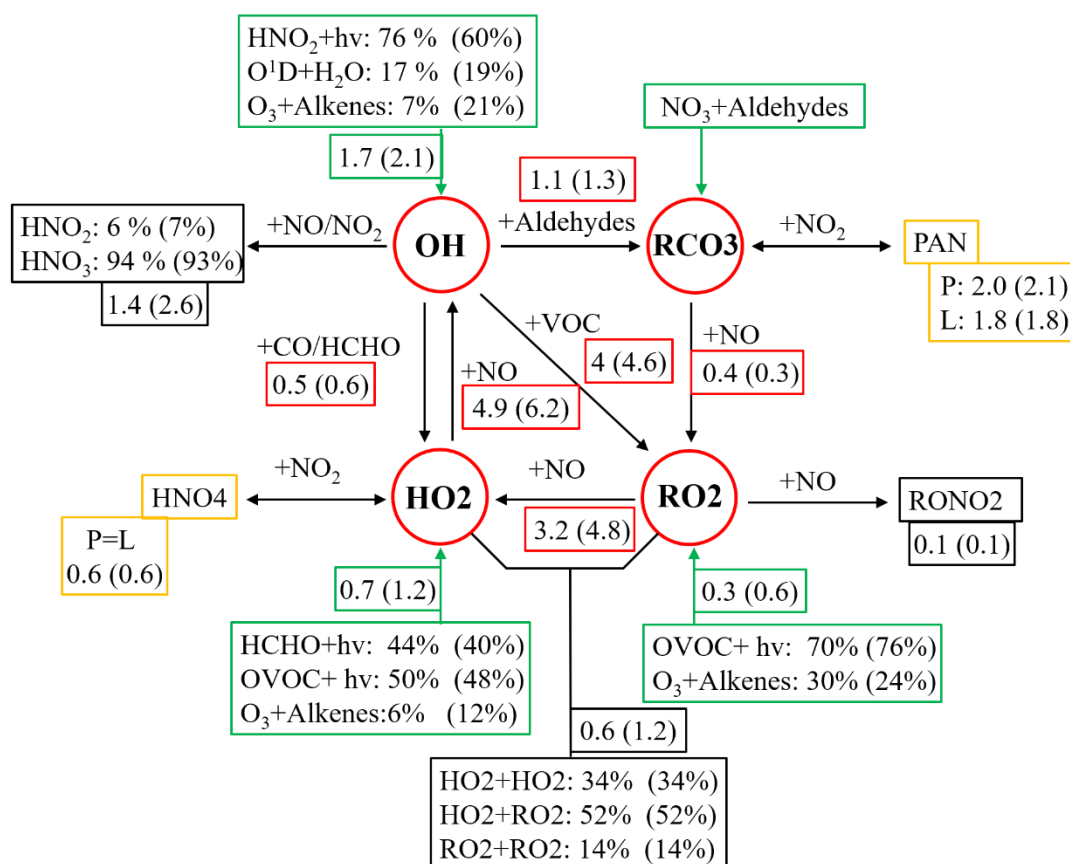 HNO₂+hv: 76 % (60%)
O¹D+H₂O: 17 % (19%)
O₃+Alkenes: 7% (21%)
NO₃+Aldehydes
1.7 (2.1)
1.1 (1.3)
HNO₂: 6 % (7%)
HNO₃: 94 % (93%)
1.4 (2.6)
+NO/NO₂
OH
+Aldehydes
RCO3
+NO₂
PAN
P: 2.0 (2.1)
L: 1.8 (1.8)
+CO/HCHO
0.5 (0.6)
+NO
4.9 (6.2)
+VOC
4 (4.6)
+NO
0.4 (0.3)
HNO4
P=L
0.6 (0.6)
+NO₂
HO2
+NO
3.2 (4.8)
RO2
+NO
RONO2
0.1 (0.1)
0.7 (1.2)
HCHO+hv: 44% (40%)
OVOC+ hv: 50% (48%)
O₃+Alkenes:6% (12%)
0.3 (0.6)
OVOC+ hv: 70% (76%)
O₃+Alkenes: 30% (24%)
0.6 (1.2)
HO2+HO2: 34% (34%)
HO2+RO2: 52% (52%)
RO2+RO2: 14% (14%)